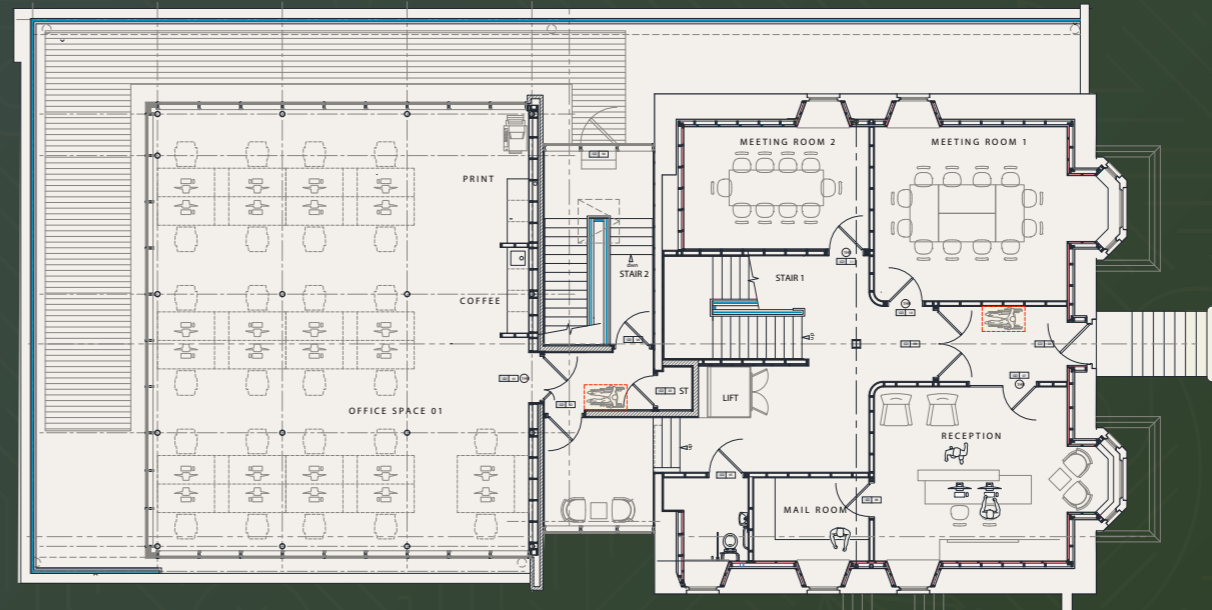 MEETING ROOM 2
MEETING ROOM 1
PRINT
STAIR 2
STAIR 1
COFFEE
ST
LIFT
OFFICE SPACE 01
RECEPTION
MAIL ROOM